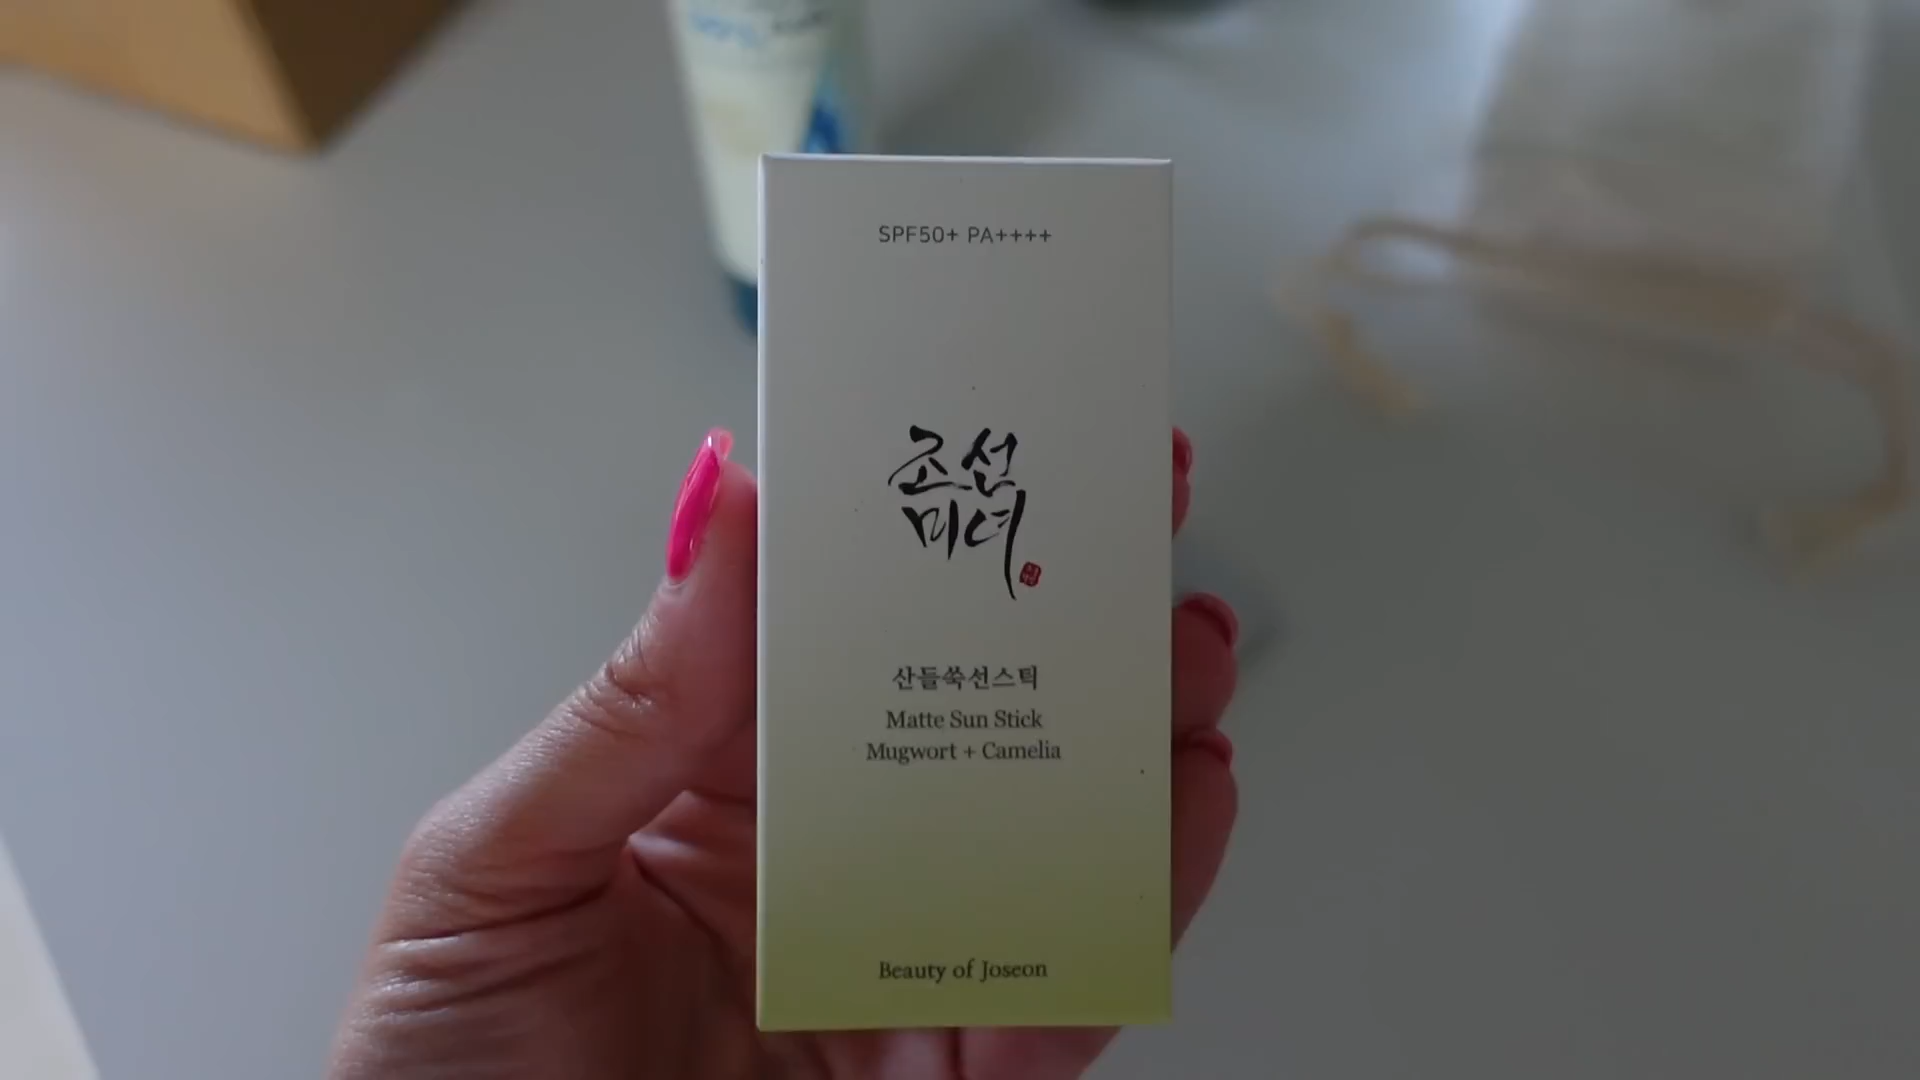 SPF50+ PA++++
조선
미녀
산들쑥선스틱
Matte Sun Stick
Mugwort + Camelia
Beauty of Joseon